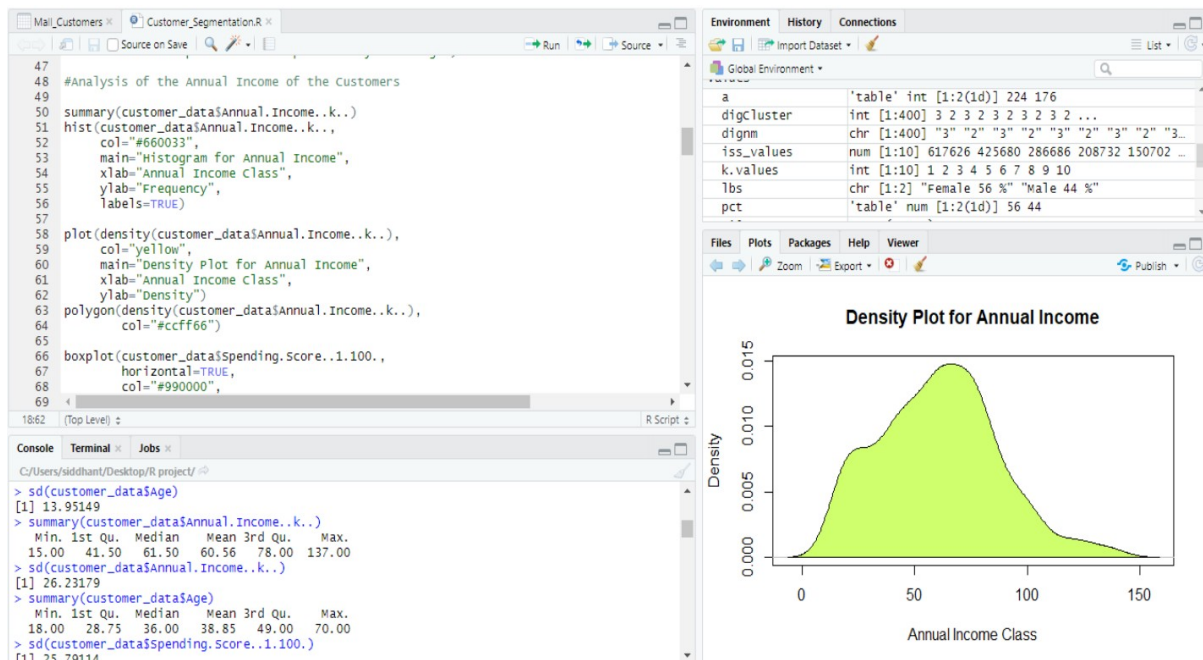 Mall_Customers × Customer_Segmentation.R ×
Source on Save Run Source
47
48 #Analysis of the Annual Income of the Customers
49
50 summary(customer_data$Annual.Income..k..)
51 hist(customer_data$Annual.Income..k..,
52 col="#660033",
53 main="Histogram for Annual Income",
54 xlab="Annual Income Class",
55 ylab="Frequency",
56 labels=TRUE)
57
58 plot(density(customer_data$Annual.Income..k..),
59 col="yellow",
60 main="Density Plot for Annual Income",
61 xlab="Annual Income Class",
62 ylab="Density")
63 polygon(density(customer_data$Annual.Income..k..),
64 col="#ccff66")
65
66 boxplot(customer_data$Spending.Score..1.100.,
67 horizontal=TRUE,
68 col="#990000",
69
18:62 (Top Level) R Script
Console Terminal × Jobs ×
C:/Users/siddhant/Desktop/R project/
> sd(customer_data$Age)
[1] 13.95149
> summary(customer_data$Annual.Income..k..)
Min. 1st Qu. Median Mean 3rd Qu. Max.
15.00 41.50 61.50 60.56 78.00 137.00
> sd(customer_data$Annual.Income..k..)
[1] 26.23179
> summary(customer_data$Age)
Min. 1st Qu. Median Mean 3rd Qu. Max.
18.00 28.75 36.00 38.85 49.00 70.00
> sd(customer_data$Spending.Score..1.100.)
[1] 25.79114
Environment History Connections
Import Dataset List
Global Environment
values
a 'table' int [1:2(1d)] 224 176
digCluster int [1:400] 3 2 3 2 3 2 3 2 3 2 ...
dignm chr [1:400] "3" "2" "3" "2" "3" "2" "3" "2" "3...
iss_values num [1:10] 617626 425680 286686 208732 150702 ...
k.values int [1:10] 1 2 3 4 5 6 7 8 9 10
lbs chr [1:2] "Female 56 %" "Male 44 %"
pct 'table' num [1:2(1d)] 56 44
Files Plots Packages Help Viewer
Zoom Export Publish
Density Plot for Annual Income
0.015
0.010
0.005
0.000
Density
0 50 100 150
Annual Income Class